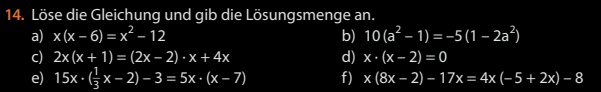 14. Löse die Gleichung und gib die Lösungsmenge an.
a) x(x – 6) = x² – 12 b) 10(a² – 1) = –5(1 – 2a²)
c) 2x(x + 1) = (2x – 2) · x + 4x d) x · (x – 2) = 0
e) 15x · (1/3 x – 2) – 3 = 5x · (x – 7) f) x(8x – 2) – 17x = 4x(–5 + 2x) – 8